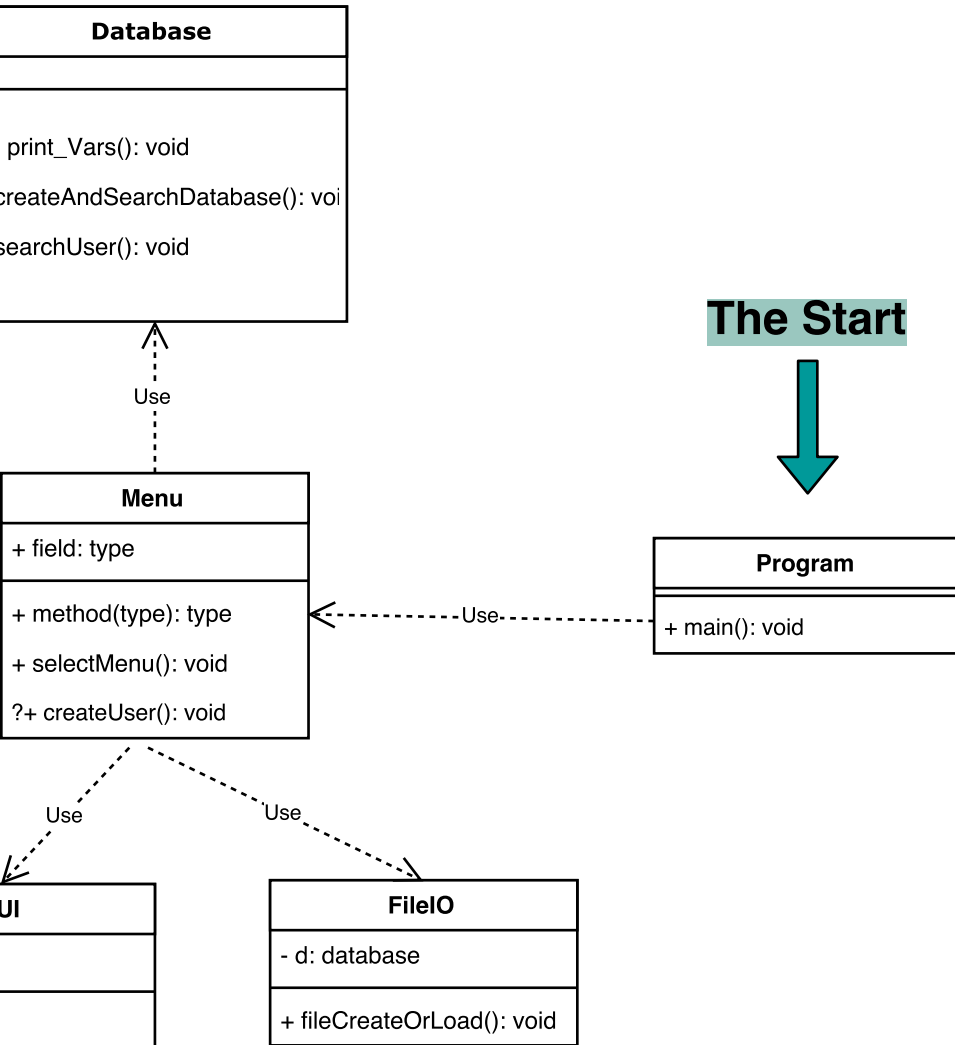 Database
print_Vars(): void
createAndSearchDatabase(): voi
searchUser(): void
The Start
Use
Menu
+ field: type
+ method(type): type
+ selectMenu(): void
?+ createUser(): void
Use
Program
+ main(): void
Use
Use
UI
FileIO
- d: database
+ fileCreateOrLoad(): void